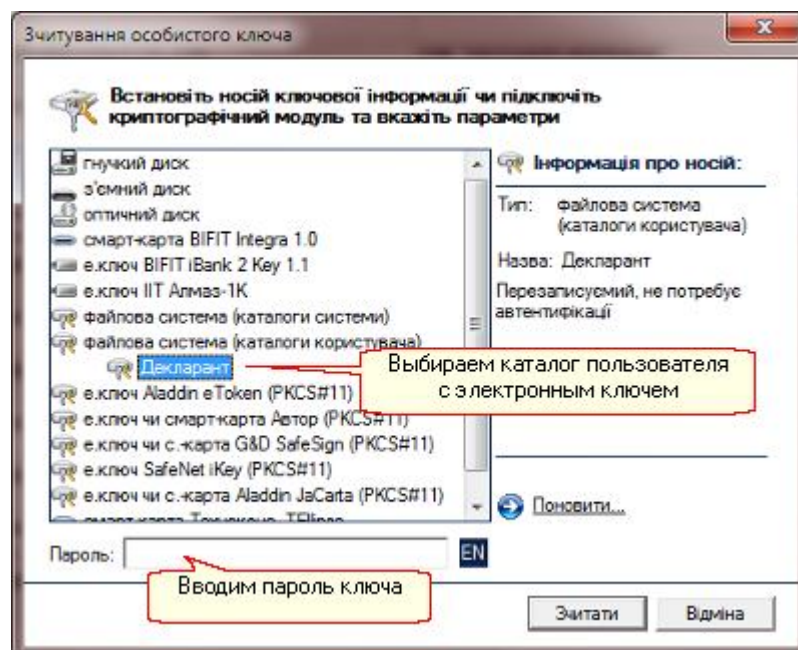 Зчитування особистого ключа
Встановіть носій ключової інформації чи підключіть
криптографічний модуль та вкажіть параметри
гнучкий диск
з'ємний диск
оптичний диск
смарт-карта BIFIT Integra 1.0
е.ключ BIFIT iBank 2 Key 1.1
е.ключ ІІТ Алмаз-1К
файлова система (каталоги системи)
файлова система (каталоги користувача)
Декларант
е.ключ Aladdin eToken (PKCS#11)
е.ключ чи смарт-карта Автор (PKCS#11)
е.ключ чи с.-карта G&D SafeSign (PKCS#11)
е.ключ SafeNet iKey (PKCS#11)
е.ключ чи с.-карта Aladdin JaCarta (PKCS#11)
Інформація про носій:
Тип: файлова система
(каталоги користувача)
Назва: Декларант
Перезаписуємий, не потребує
автентифікації
Выбираем каталог пользователя
с электронным ключем
Поновити...
Пароль:
EN
Вводим пароль ключа
Зчитати
Відміна